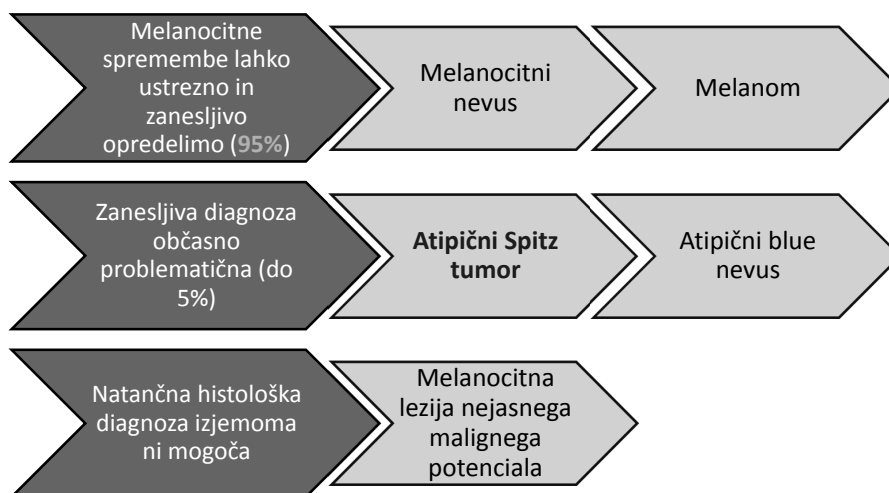 Melanocitne
spremembe lahko
ustrezno in
zanesljivo
opredelimo (95%)
Melanocitni
nevus
Melanom
Zanesljiva diagnoza
občasno
problematična (do
5%)
Atipični Spitz
tumor
Atipični blue
nevus
Natančna histološka
diagnoza izjemoma
ni mogoča
Melanocitna
lezija nejasnega
malignega
potenciala